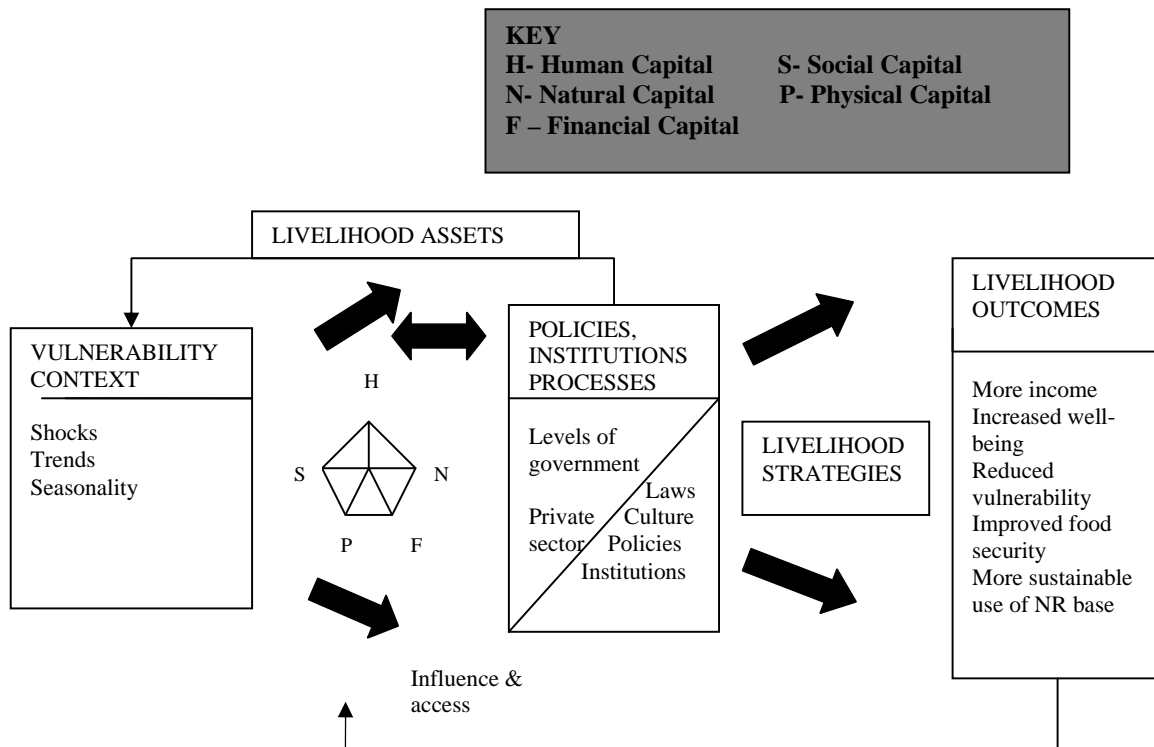 KEY
H- Human Capital S- Social Capital
N- Natural Capital P- Physical Capital
F – Financial Capital
LIVELIHOOD ASSETS
VULNERABILITY
CONTEXT
Shocks
Trends
Seasonality
H
S
N
P
F
Influence &
access
POLICIES,
INSTITUTIONS
PROCESSES
Levels of
government
Private
sector
Laws
Culture
Policies
Institutions
LIVELIHOOD
STRATEGIES
LIVELIHOOD
OUTCOMES
More income
Increased well-
being
Reduced
vulnerability
Improved food
security
More sustainable
use of NR base